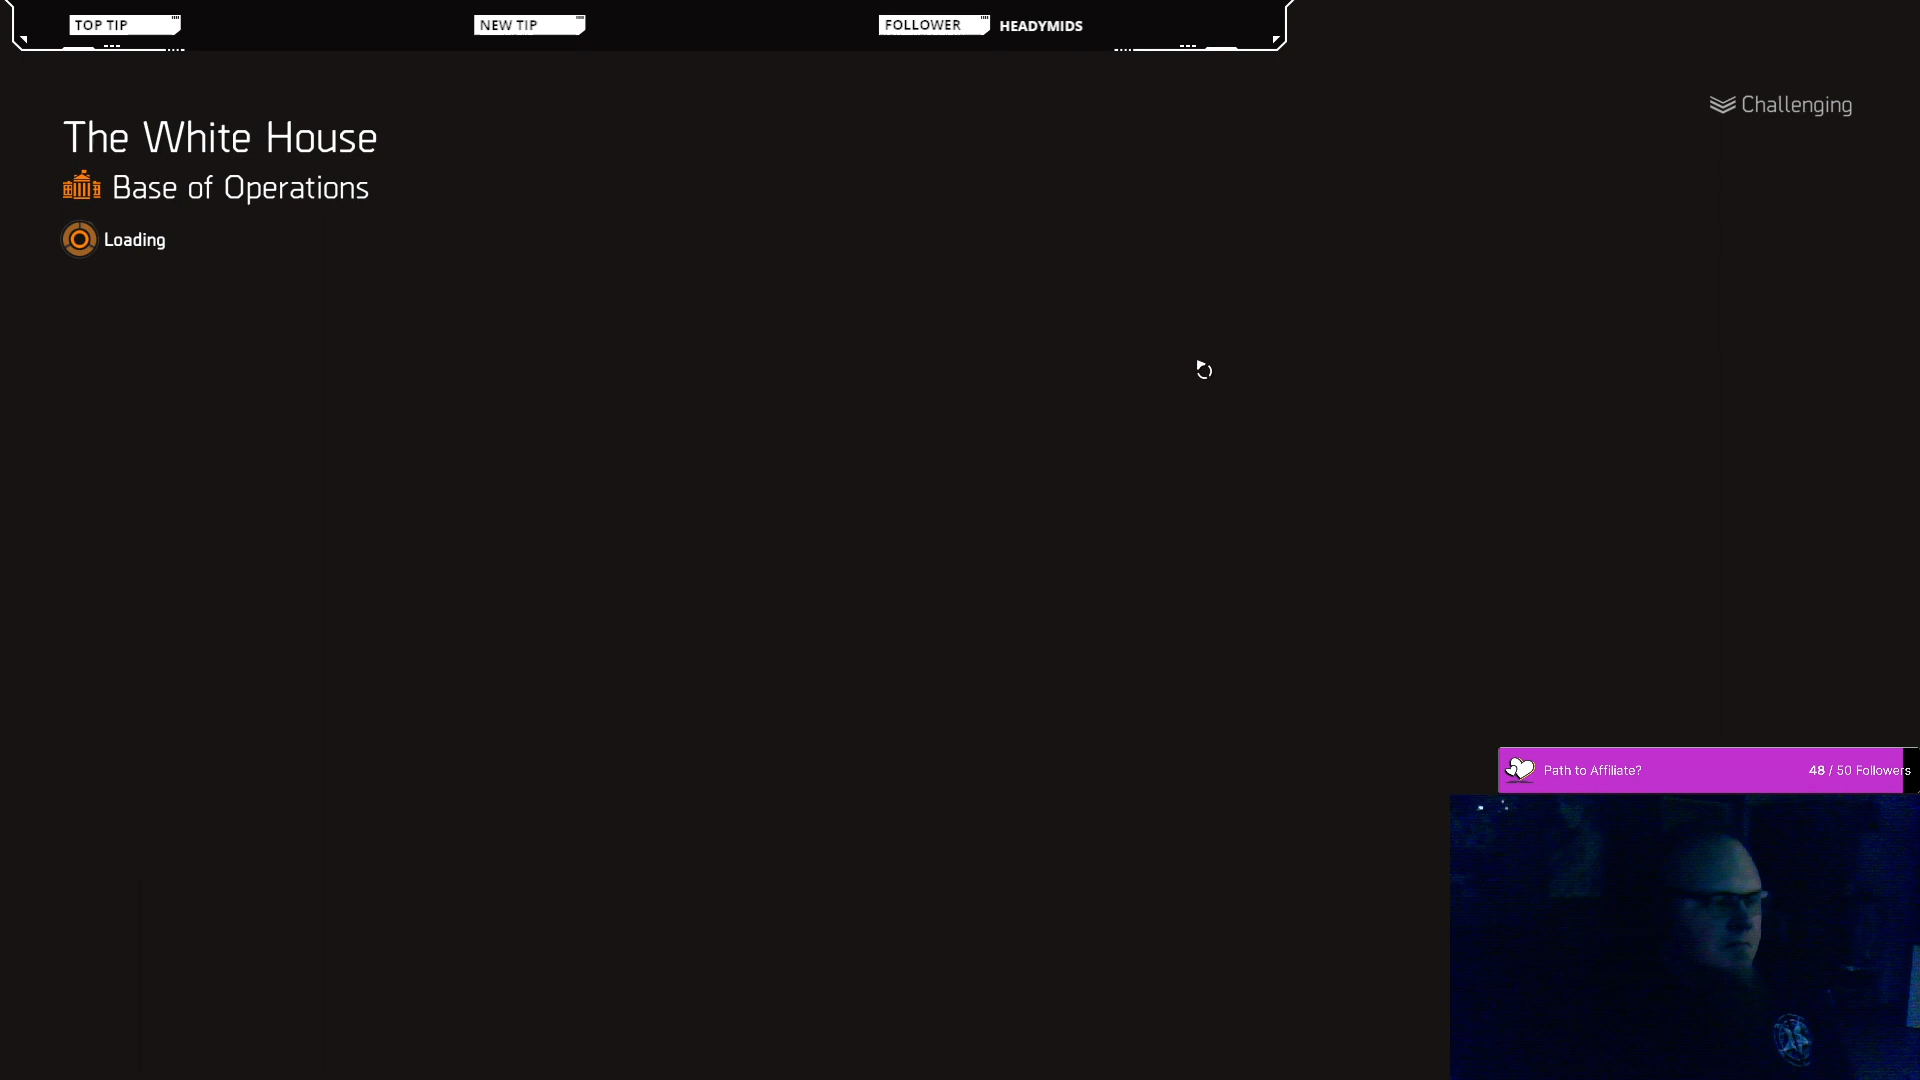 TOP TIP
NEW TIP
FOLLOWER HEADYMIDS
Challenging
The White House
Base of Operations
Loading
Path to Affiliate? 48 / 50 Followers